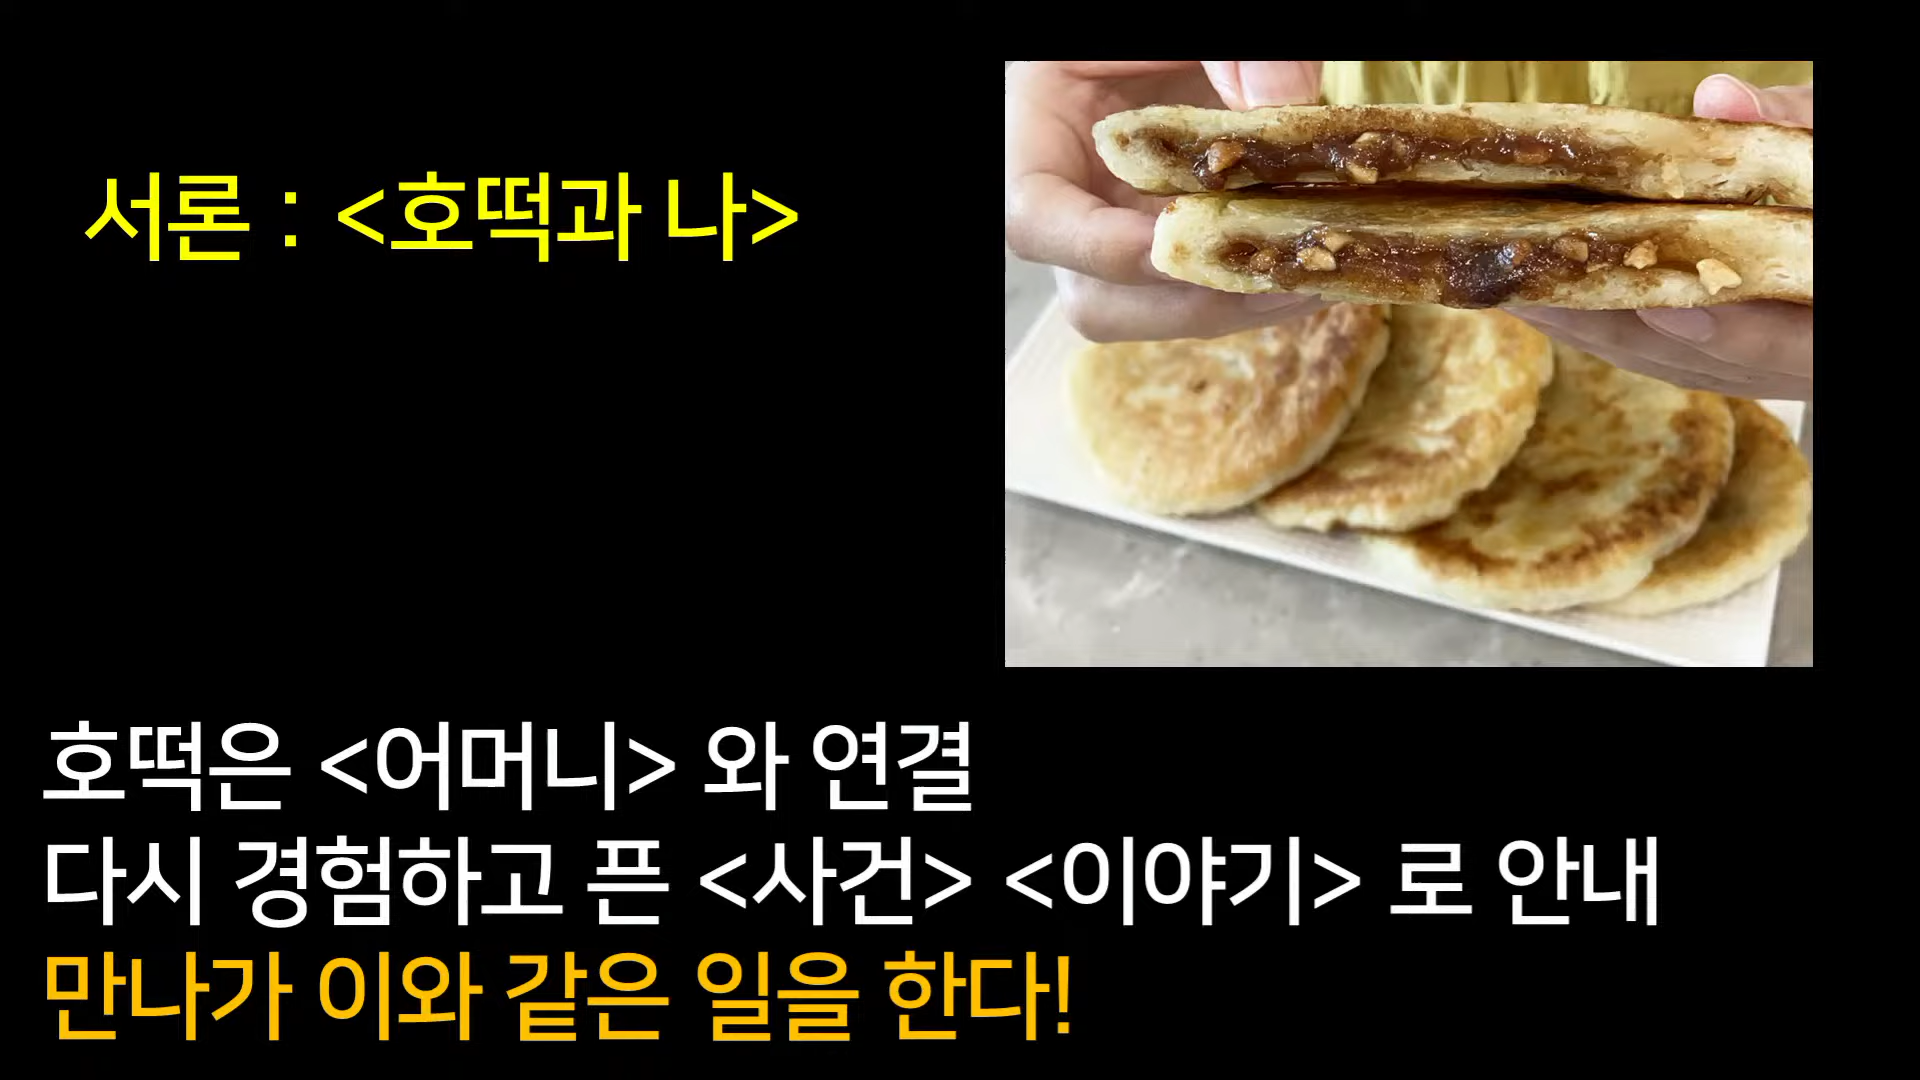 서론 : <호떡과 나>
호떡은 <어머니> 와 연결
다시 경험하고 픈 <사건> <이야기> 로 안내
만나가 이와 같은 일을 한다!